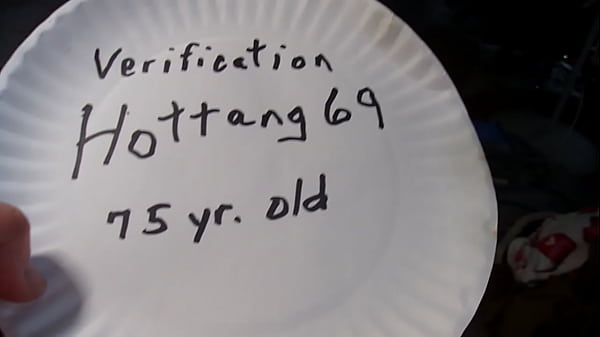 Verification
Hottang69
75 yr. old